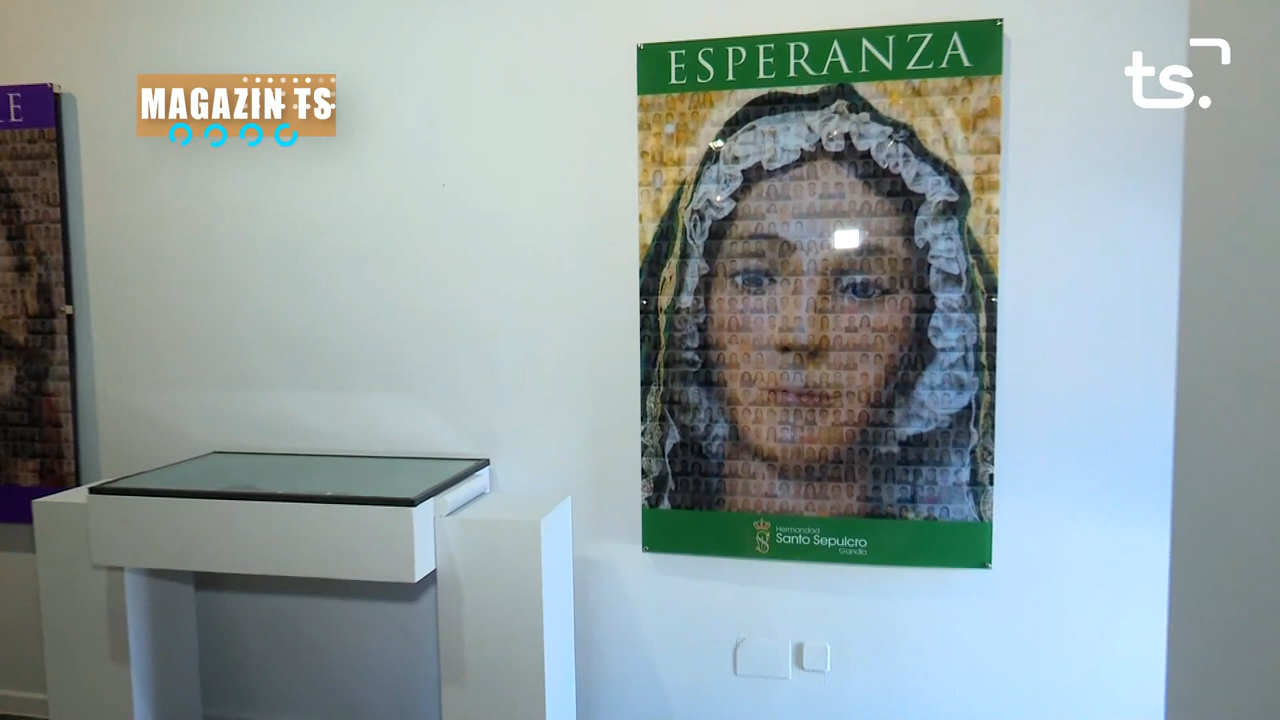 MAGAZIN TS
ts.
ESPERANZA
Hermandad
Santo Sepulcro
Gandia